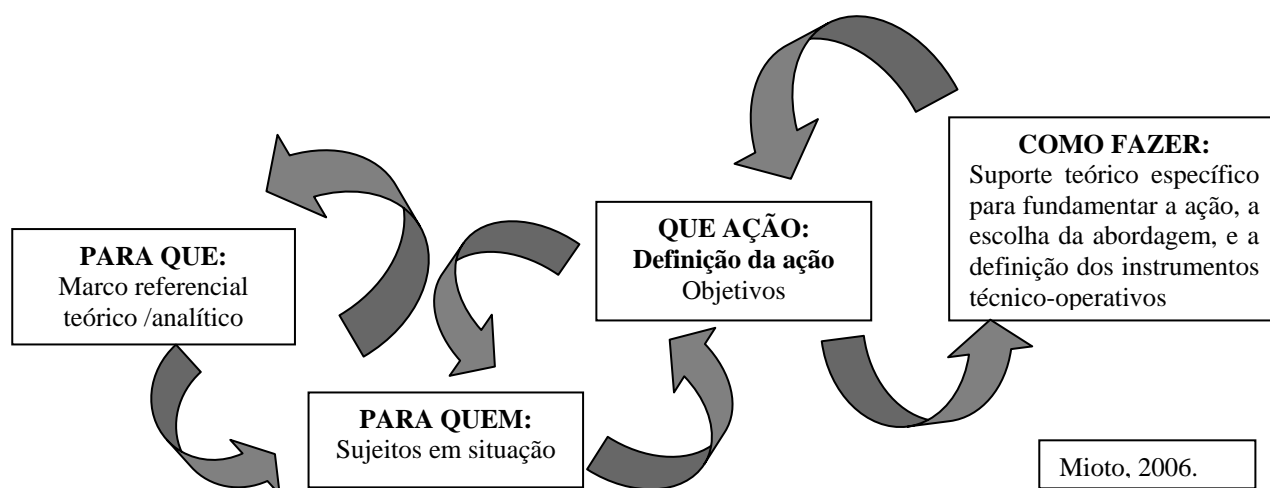 PARA QUE:
Marco referencial
teórico /analítico
PARA QUEM:
Sujeitos em situação
QUE AÇÃO:
Definição da ação
Objetivos
COMO FAZER:
Suporte teórico específico
para fundamentar a ação, a
escolha da abordagem, e a
definição dos instrumentos
técnico-operativos
Mioto, 2006.